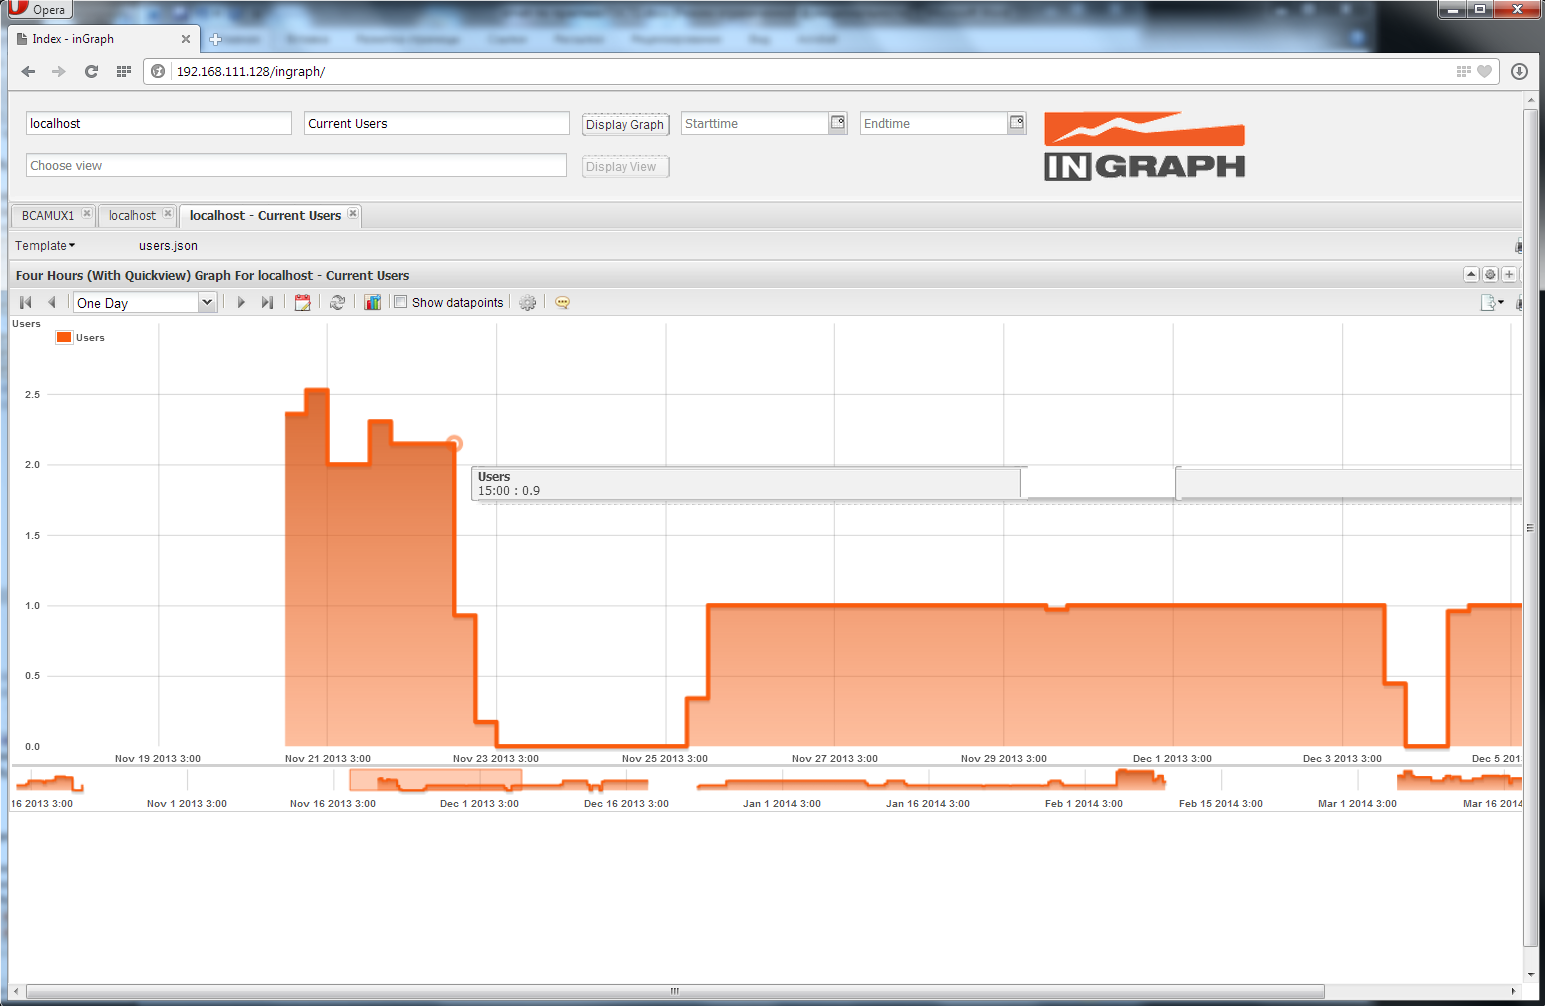 Opera
Index - inGraph
192.168.111.128/ingraph/
localhost
Current Users
Display Graph
Starttime
Endtime
Choose view
Display View
INGRAPH
BCAMUX1
localhost
localhost - Current Users
Template
users.json
Four Hours (With Quickview) Graph For localhost - Current Users
One Day
Show datapoints
Users
Users
2.5
2.0
Users
15:00 : 0.9
1.5
1.0
0.5
0.0
Nov 19 2013 3:00
Nov 21 2013 3:00
Nov 23 2013 3:00
Nov 25 2013 3:00
Nov 27 2013 3:00
Nov 29 2013 3:00
Dec 1 2013 3:00
Dec 3 2013 3:00
Dec 5 201
16 2013 3:00
Nov 1 2013 3:00
Nov 16 2013 3:00
Dec 1 2013 3:00
Dec 16 2013 3:00
Jan 1 2014 3:00
Jan 16 2014 3:00
Feb 1 2014 3:00
Feb 15 2014 3:00
Mar 1 2014 3:00
Mar 16 2014